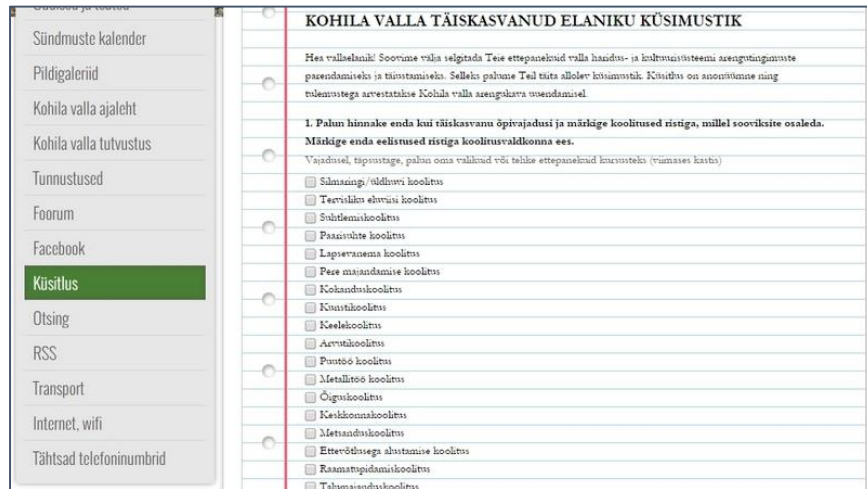 Sündmuste kalender
Pildigaleriid
Kohila valla ajaleht
Kohila valla tutvustus
Tunnustused
Foorum
Facebook
Küsitlus
Otsing
RSS
Transport
Internet, wifi
Tähtsad telefoninumbrid
KOHILA VALLA TÄISKASVANUD ELANIKU KÜSIMUSTIK
Hea vallaelanik! Soovime välja selgitada Teie ettepanekuid valla haridus- ja kultuurisüsteemi arengutingimuste
parendamiseks ja täiustamiseks. Selleks palume Teil täita allolev küsimustik. Küsitlus on anonüümne ning
tulemustega arvestatakse Kohila valla arengukava uuendamisel.
1. Palun hinnake enda kui täiskasvanu õpivajadusi ja märkige koolitused ristiga, millel sooviksite osaleda.
Märkige enda eelistused ristiga koolitusvaldkonna ees.
Vajadusel, täpsustage, palun oma valikuid või tehke ettepanekuid kursusteks (viimases kastis)
Silmaringi/üldhuvi koolitus
Tervisliku eluviisi koolitus
Suhtlemiskoolitus
Paarisuhte koolitus
Lapsevanema koolitus
Pere majandamise koolitus
Kokanduskoolitus
Kunstikoolitus
Keelekoolitus
Arvutikoolitus
Puutöö koolitus
Metallitöö koolitus
Õiguskoolitus
Keskkonnakoolitus
Metsanduskoolitus
Ettevõtlusega alustamise koolitus
Raamatupidamiskoolitus
Talumajanduskoolitus